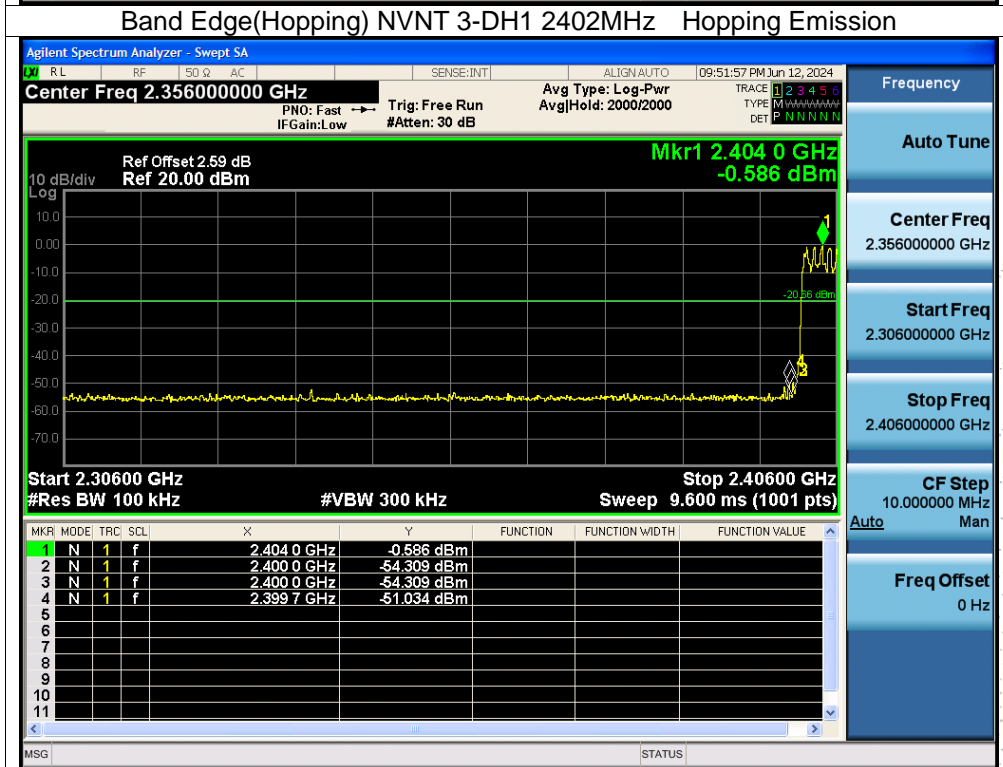 Band Edge(Hopping) NVNT 3-DH1 2402MHz Hopping Emission
Agilent Spectrum Analyzer - Swept SA
LXI RL RF 50 Ω AC SENSE:INT ALIGN AUTO 09:51:57 PM Jun 12, 2024
Center Freq 2.356000000 GHz Avg Type: Log-Pwr TRACE 1 2 3 4 5 6
PNO: Fast Trig: Free Run Avg|Hold: 2000/2000 TYPE M WWWWW
IFGain:Low #Atten: 30 dB DET P N N N N N
Frequency
Auto Tune
Ref Offset 2.59 dB Mkr1 2.404 0 GHz
10 dB/div Ref 20.00 dBm -0.586 dBm
Log
10.0
0.00
-10.0
-20.0
-30.0
-40.0
-50.0
-60.0
-70.0
1
3
Start 2.30600 GHz Stop 2.40600 GHz
#Res BW 100 kHz #VBW 300 kHz Sweep 9.600 ms (1001 pts)
Center Freq
2.356000000 GHz
Start Freq
2.306000000 GHz
Stop Freq
2.406000000 GHz
CF Step
10.000000 MHz
Auto Man
Freq Offset
0 Hz
MKR MODE TRC SCL X Y FUNCTION FUNCTION WIDTH FUNCTION VALUE
1 N 1 f 2.404 0 GHz -0.586 dBm
2 N 1 f 2.400 0 GHz -54.309 dBm
3 N 1 f 2.400 0 GHz -54.309 dBm
4 N 1 f 2.399 7 GHz -51.034 dBm
5
6
7
8
9
10
11
MSG STATUS